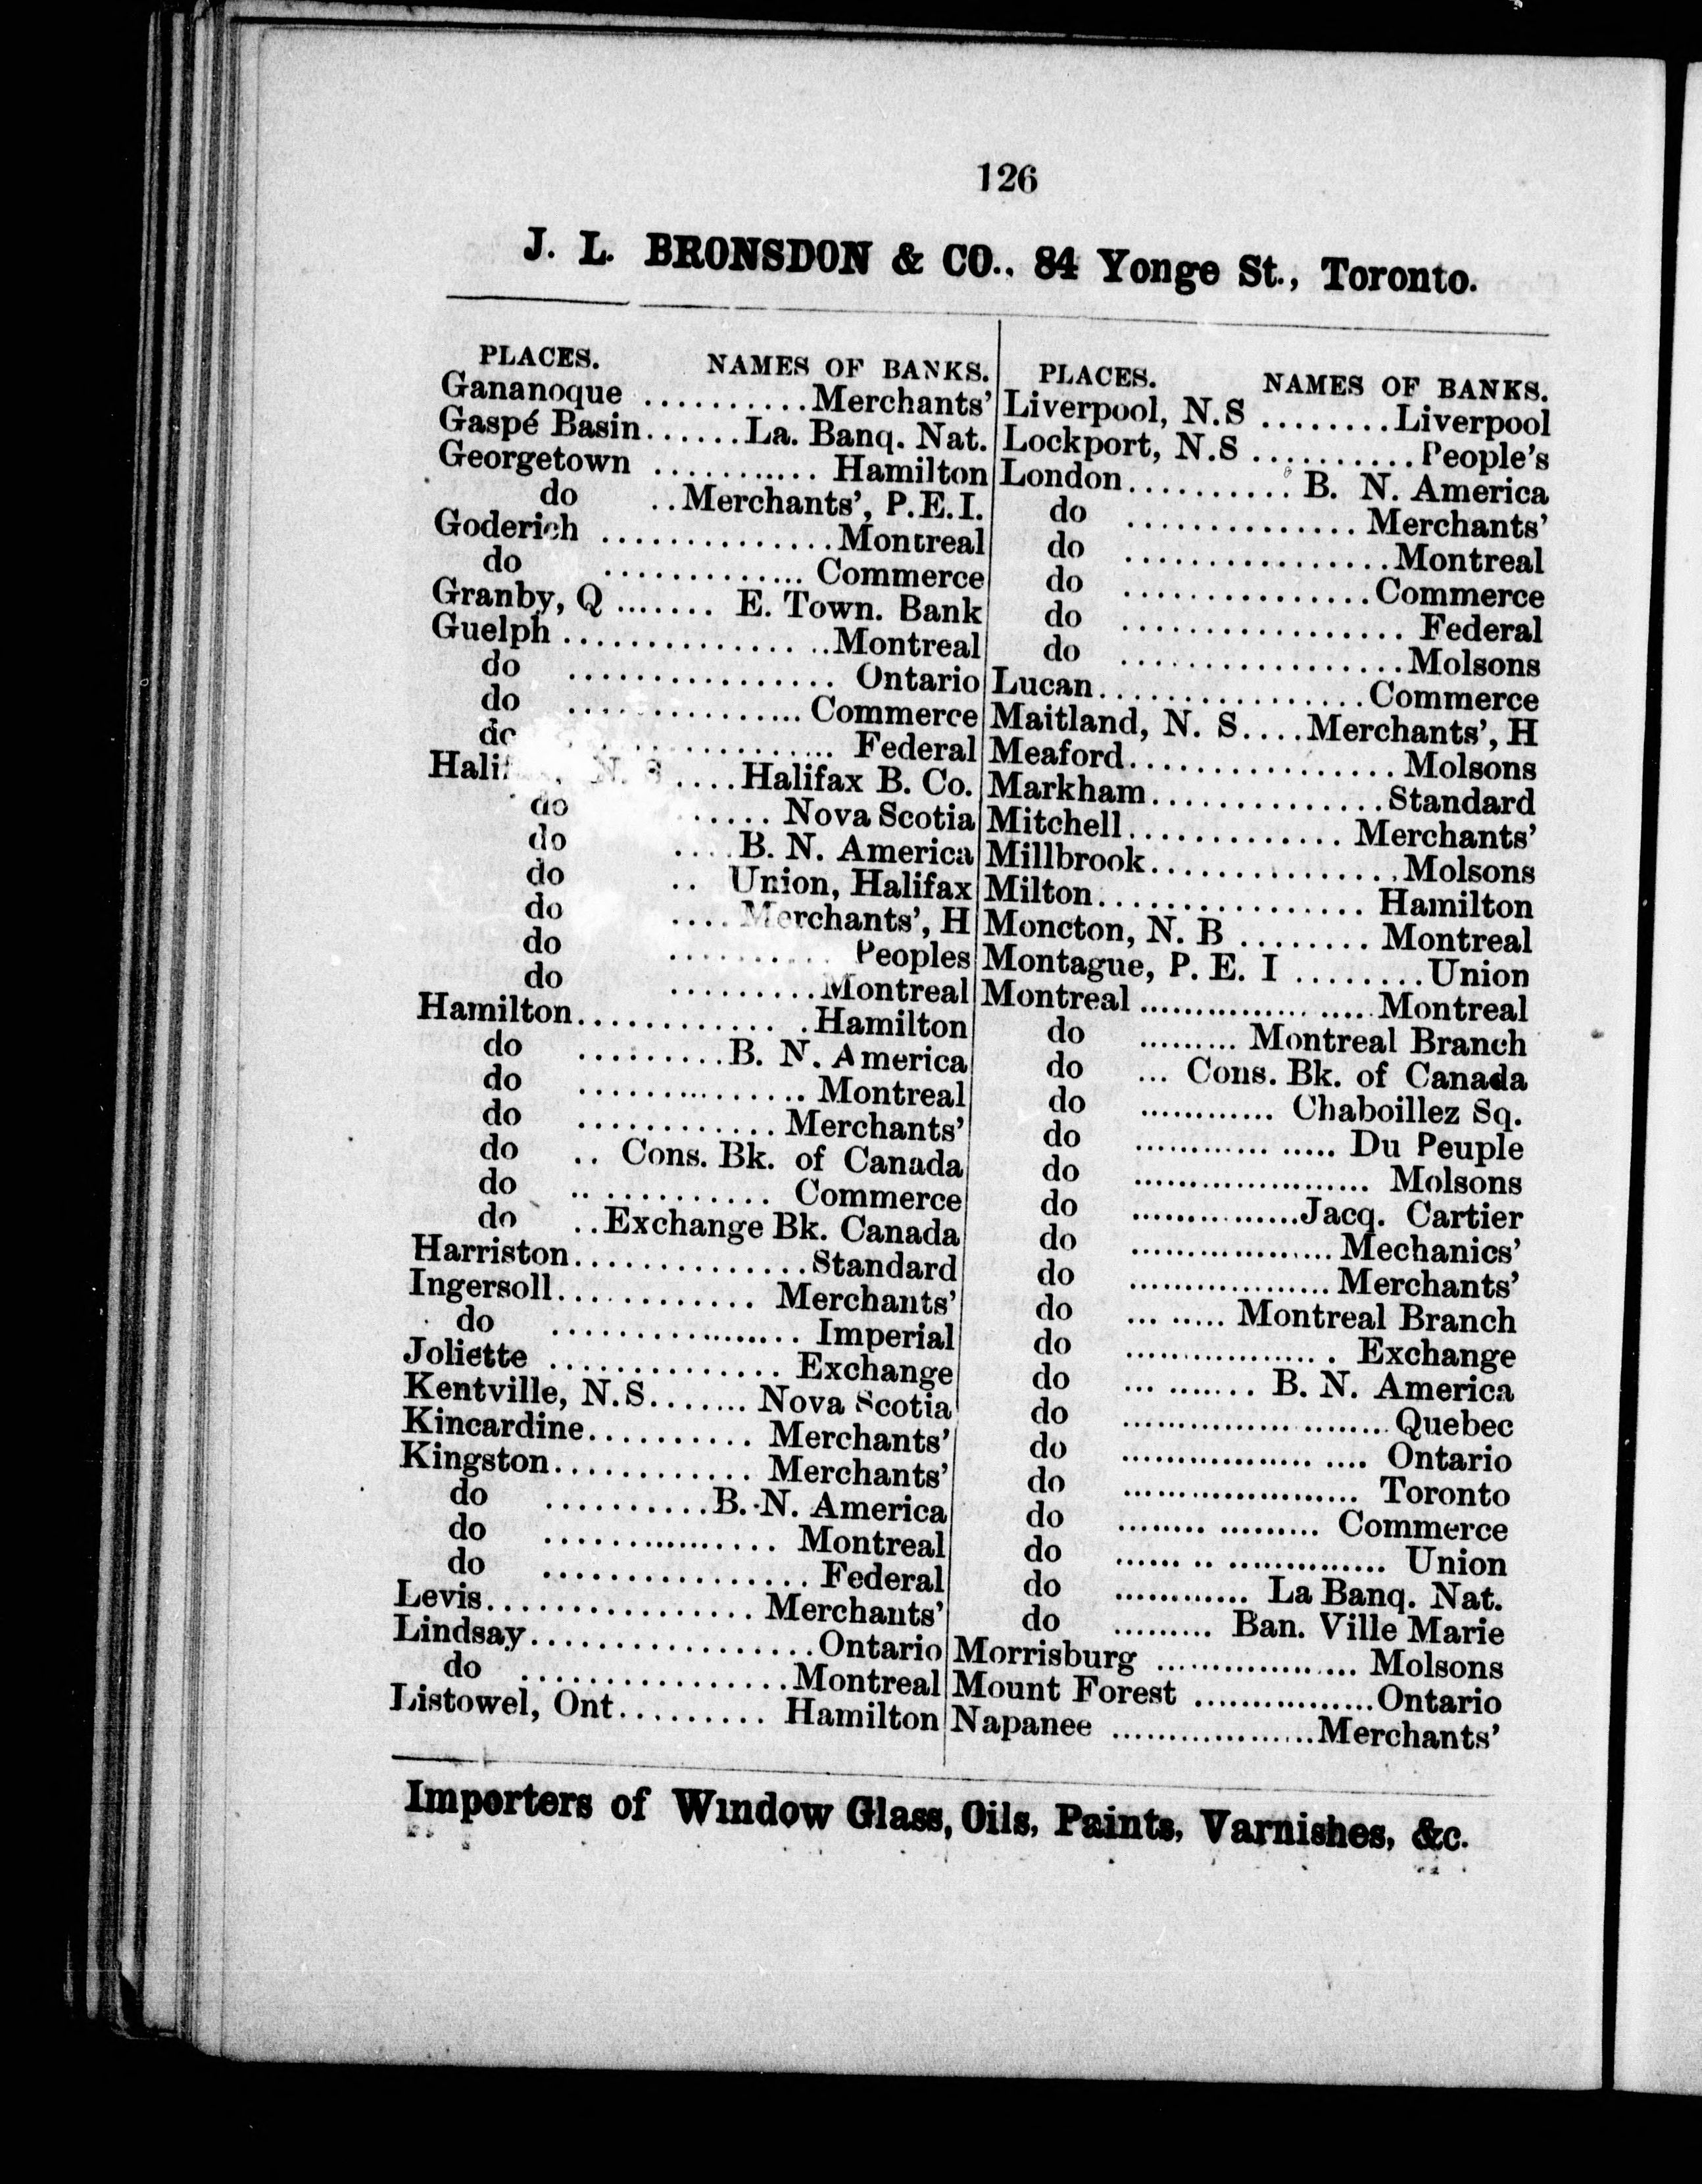 126
J. L. BRONSDON & CO., 84 Yonge St., Toronto.
PLACES. NAMES OF BANKS.
Gananoque ..........Merchants'
Gaspé Basin......La. Banq. Nat.
Georgetown .......... Hamilton
do ..Merchants', P.E.I.
Goderich ..............Montreal
do .............. Commerce
Granby, Q ....... E. Town. Bank
Guelph ................Montreal
do ................ Ontario
do ................ Commerce
do ................ Federal
Halifax, N. S ....Halifax B. Co.
do ...... Nova Scotia
do ....B. N. America
do .. Union, Halifax
do ....Merchants', H
do .......... Peoples
do .........Montreal
Hamilton..............Hamilton
do .........B. N. America
do ............. Montreal
do ............ Merchants'
do .. Cons. Bk. of Canada
do ............ Commerce
do ..Exchange Bk. Canada
Harriston..............Standard
Ingersoll............ Merchants'
do ............... Imperial
Joliette .............. Exchange
Kentville, N.S....... Nova Scotia
Kincardine.......... Merchants'
Kingston............ Merchants'
do ..........B. N. America
do .............. Montreal
do ................ Federal
Levis................ Merchants'
Lindsay.................Ontario
do ................Montreal
Listowel, Ont......... Hamilton
PLACES. NAMES OF BANKS.
Liverpool, N.S ........Liverpool
Lockport, N.S ..........People's
London.......... B. N. America
do .............. Merchants'
do ................Montreal
do ...............Commerce
do ................. Federal
do .................Molsons
Lucan................Commerce
Maitland, N. S....Merchants', H
Meaford................ Molsons
Markham..............Standard
Mitchell............. Merchants'
Millbrook...............Molsons
Milton................ Hamilton
Moncton, N. B ........ Montreal
Montague, P. E. I ........Union
Montreal .................... Montreal
do ......... Montreal Branch
do ... Cons. Bk. of Canada
do ............ Chaboillez Sq.
do ................. Du Peuple
do ..................... Molsons
do ...............Jacq. Cartier
do .................. Mechanics'
do .................. Merchants'
do ........ Montreal Branch
do ................... Exchange
do .......... B. N. America
do ........................ Quebec
do ..................... Ontario
do ..................... Toronto
do .................. Commerce
do ....................... Union
do ............ La Banq. Nat.
do ......... Ban. Ville Marie
Morrisburg .................. Molsons
Mount Forest ................Ontario
Napanee ..................Merchants'
Importers of Window Glass, Oils, Paints, Varnishes, &c.